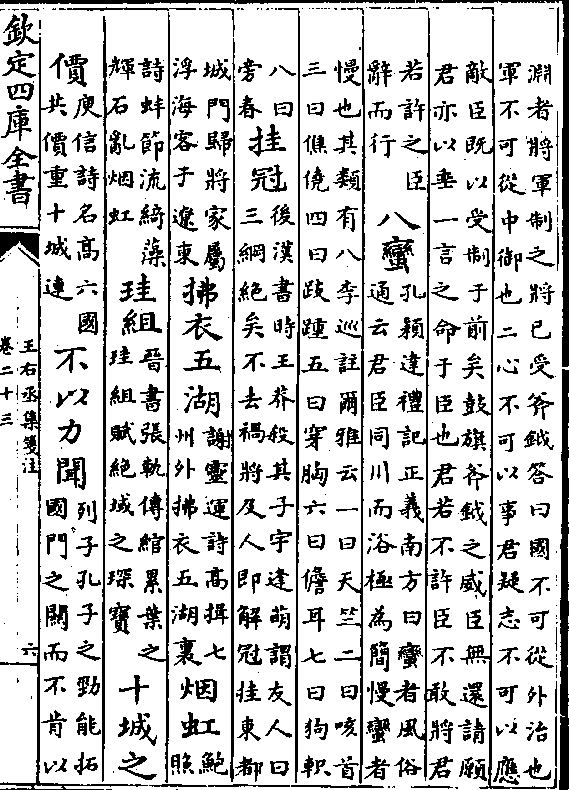 淵者將軍制之將已受斧鉞答曰國不可從外治也
軍不可從中御也二心不可以事君疑志不可以應
敵臣既以受制于前矣鼓旗斧鉞之威臣無還請願
君亦以垂一言之命于臣也君若不許臣不敢將君
若許之臣
辭而行
八蠻
孔穎達禮記正義南方曰蠻者風俗
通云君臣同川而浴極為簡慢蠻者
慢也其類有八李巡註爾雅云一曰天竺二曰咳首
三曰僬僥四曰跂踵五曰穿胸六曰儋耳七曰狗軹
八曰
旁春
挂冠
後漢書時王莽殺其子宇逢萌謂友人曰
三綱絕矣不去禍將及人即解冠挂東都
城門歸將家屬
浮海客于遼東
拂衣五湖
謝靈運詩高揖七
州外拂衣五湖裏
烟虹
鮑
照
詩蚌節流綺藻
輝石亂烟虹
珪組
晉書張軌傳綰累葉之
珪組賦絕域之琛寶
十城之
價
庾信詩名高六國
共價重十城連
不以力聞
列子孔子之勁能拓
國門之關而不肯以
欽定四庫全書
王右丞集箋注
卷二十三
六